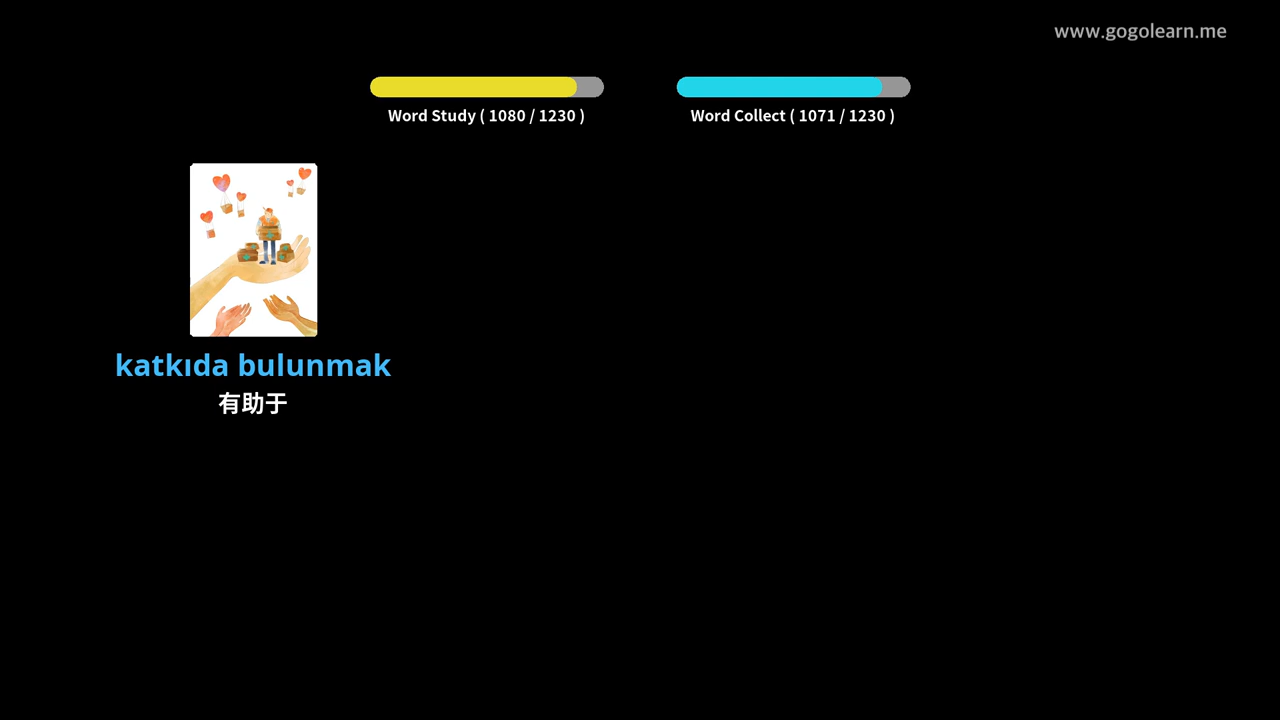 www.gogolearn.me
Word Study ( 1080 / 1230 )
Word Collect ( 1071 / 1230 )
katkıda bulunmak
有助于